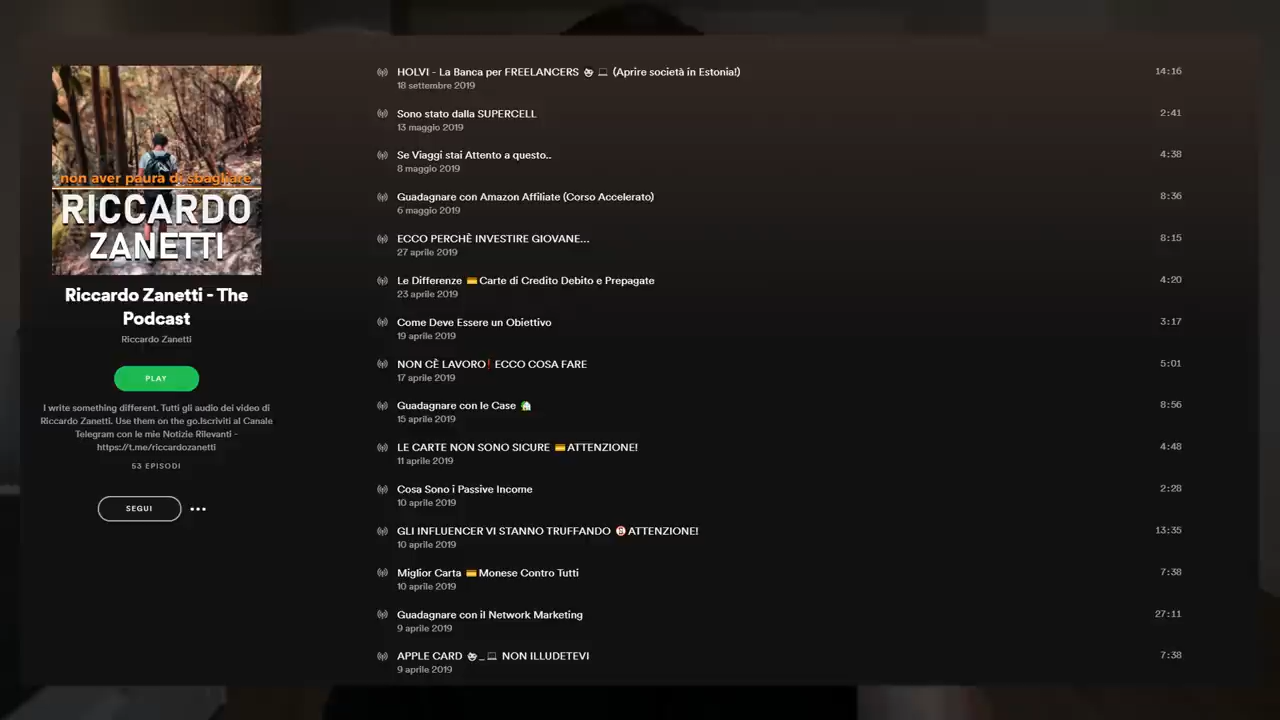 non aver paura di sbagliare
RICCARDO
ZANETTI
Riccardo Zanetti - The
Podcast
Riccardo Zanetti
PLAY
I write something different. Tutti gli audio dei video di
Riccardo Zanetti. Use them on the go.Iscriviti al Canale
Telegram con le mie Notizie Rilevanti -
https://t.me/riccardozanetti
53 EPISODI
SEGUI
HOLVI - La Banca per FREELANCERS (Aprire società in Estonia!) 14:16
18 settembre 2019
Sono stato dalla SUPERCELL 2:41
13 maggio 2019
Se Viaggi stai Attento a questo.. 4:38
8 maggio 2019
Guadagnare con Amazon Affiliate (Corso Accelerato) 8:36
6 maggio 2019
ECCO PERCHÈ INVESTIRE GIOVANE... 8:15
27 aprile 2019
Le Differenze 💳Carte di Credito Debito e Prepagate 4:20
23 aprile 2019
Come Deve Essere un Obiettivo 3:17
19 aprile 2019
NON CÈ LAVORO❗ECCO COSA FARE 5:01
17 aprile 2019
Guadagnare con le Case 8:56
15 aprile 2019
LE CARTE NON SONO SICURE 💳ATTENZIONE! 4:48
11 aprile 2019
Cosa Sono i Passive Income 2:28
10 aprile 2019
GLI INFLUENCER VI STANNO TRUFFANDO ATTENZIONE! 13:35
10 aprile 2019
Miglior Carta 💳Monese Contro Tutti 7:38
10 aprile 2019
Guadagnare con il Network Marketing 27:11
9 aprile 2019
APPLE CARD _ NON ILLUDETEVI 7:38
9 aprile 2019